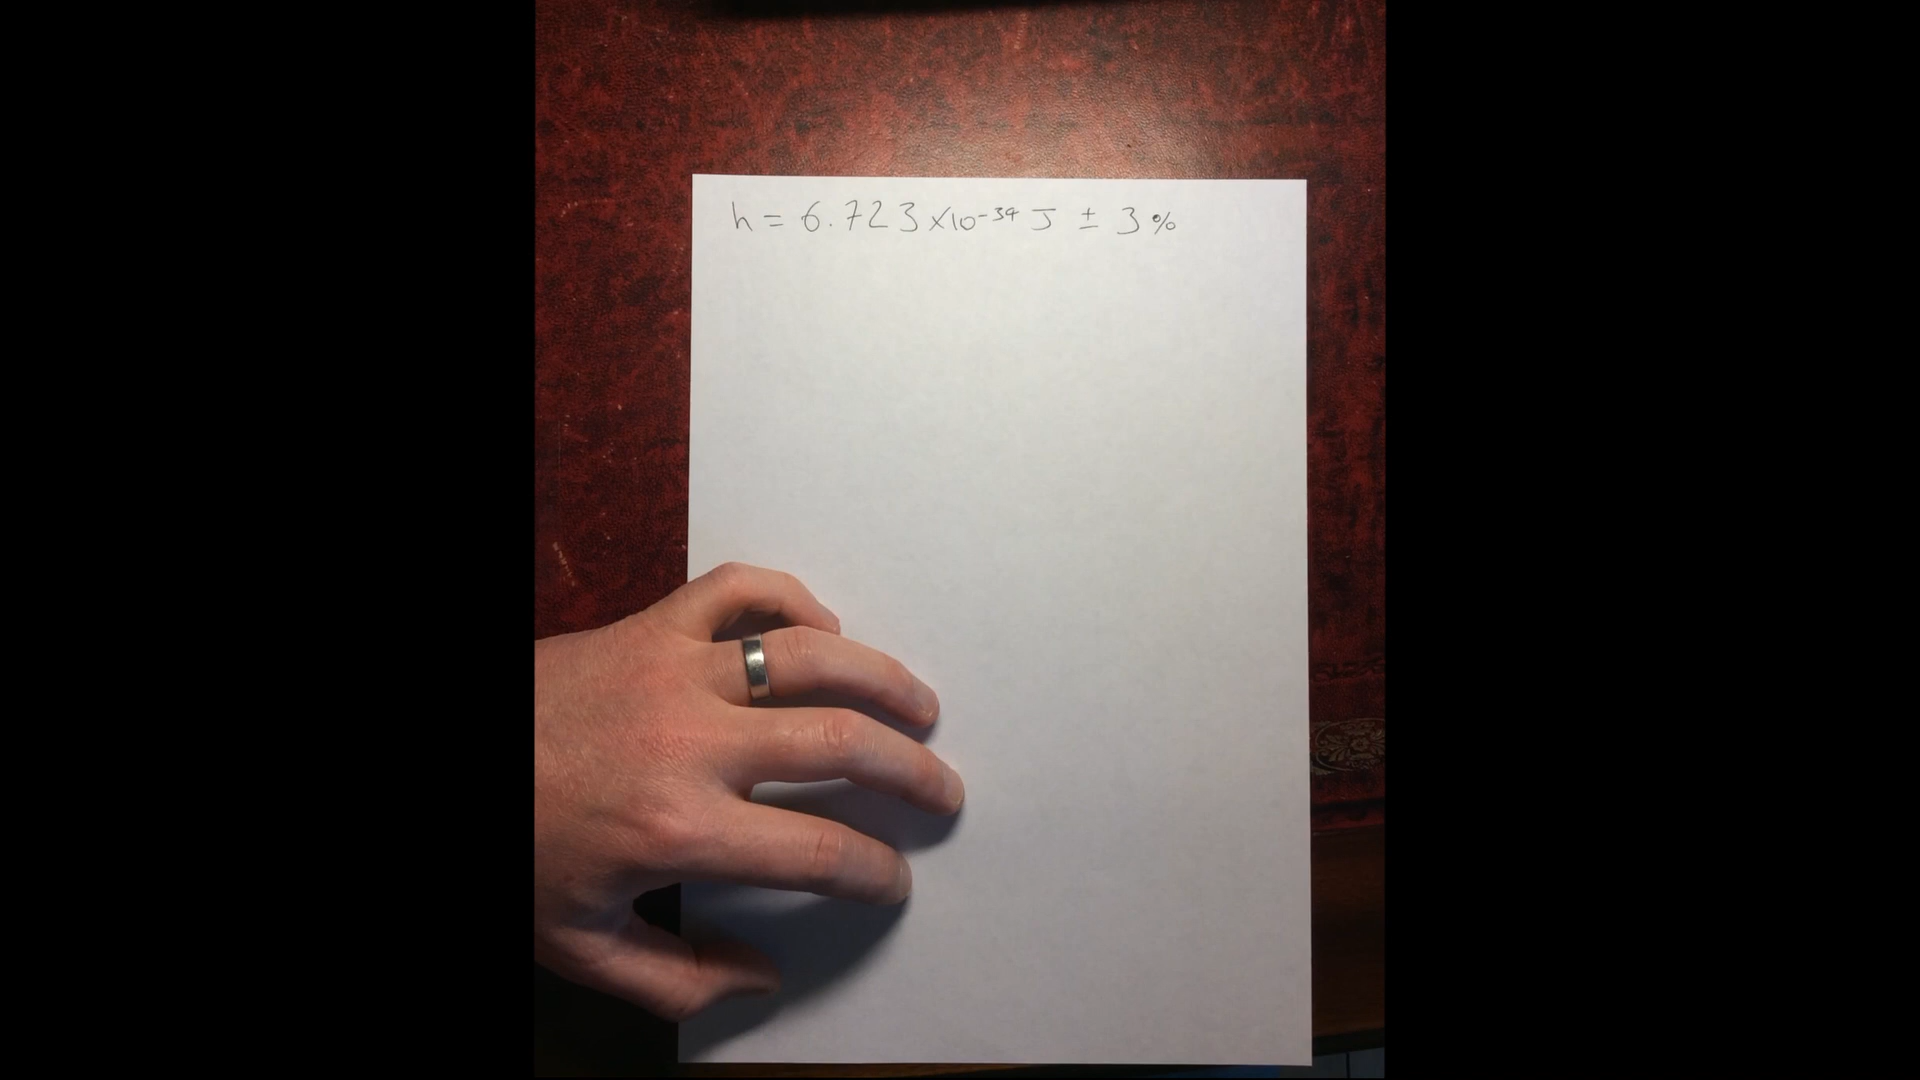 h = 6.723 ×10⁻³⁴ J ± 3 %